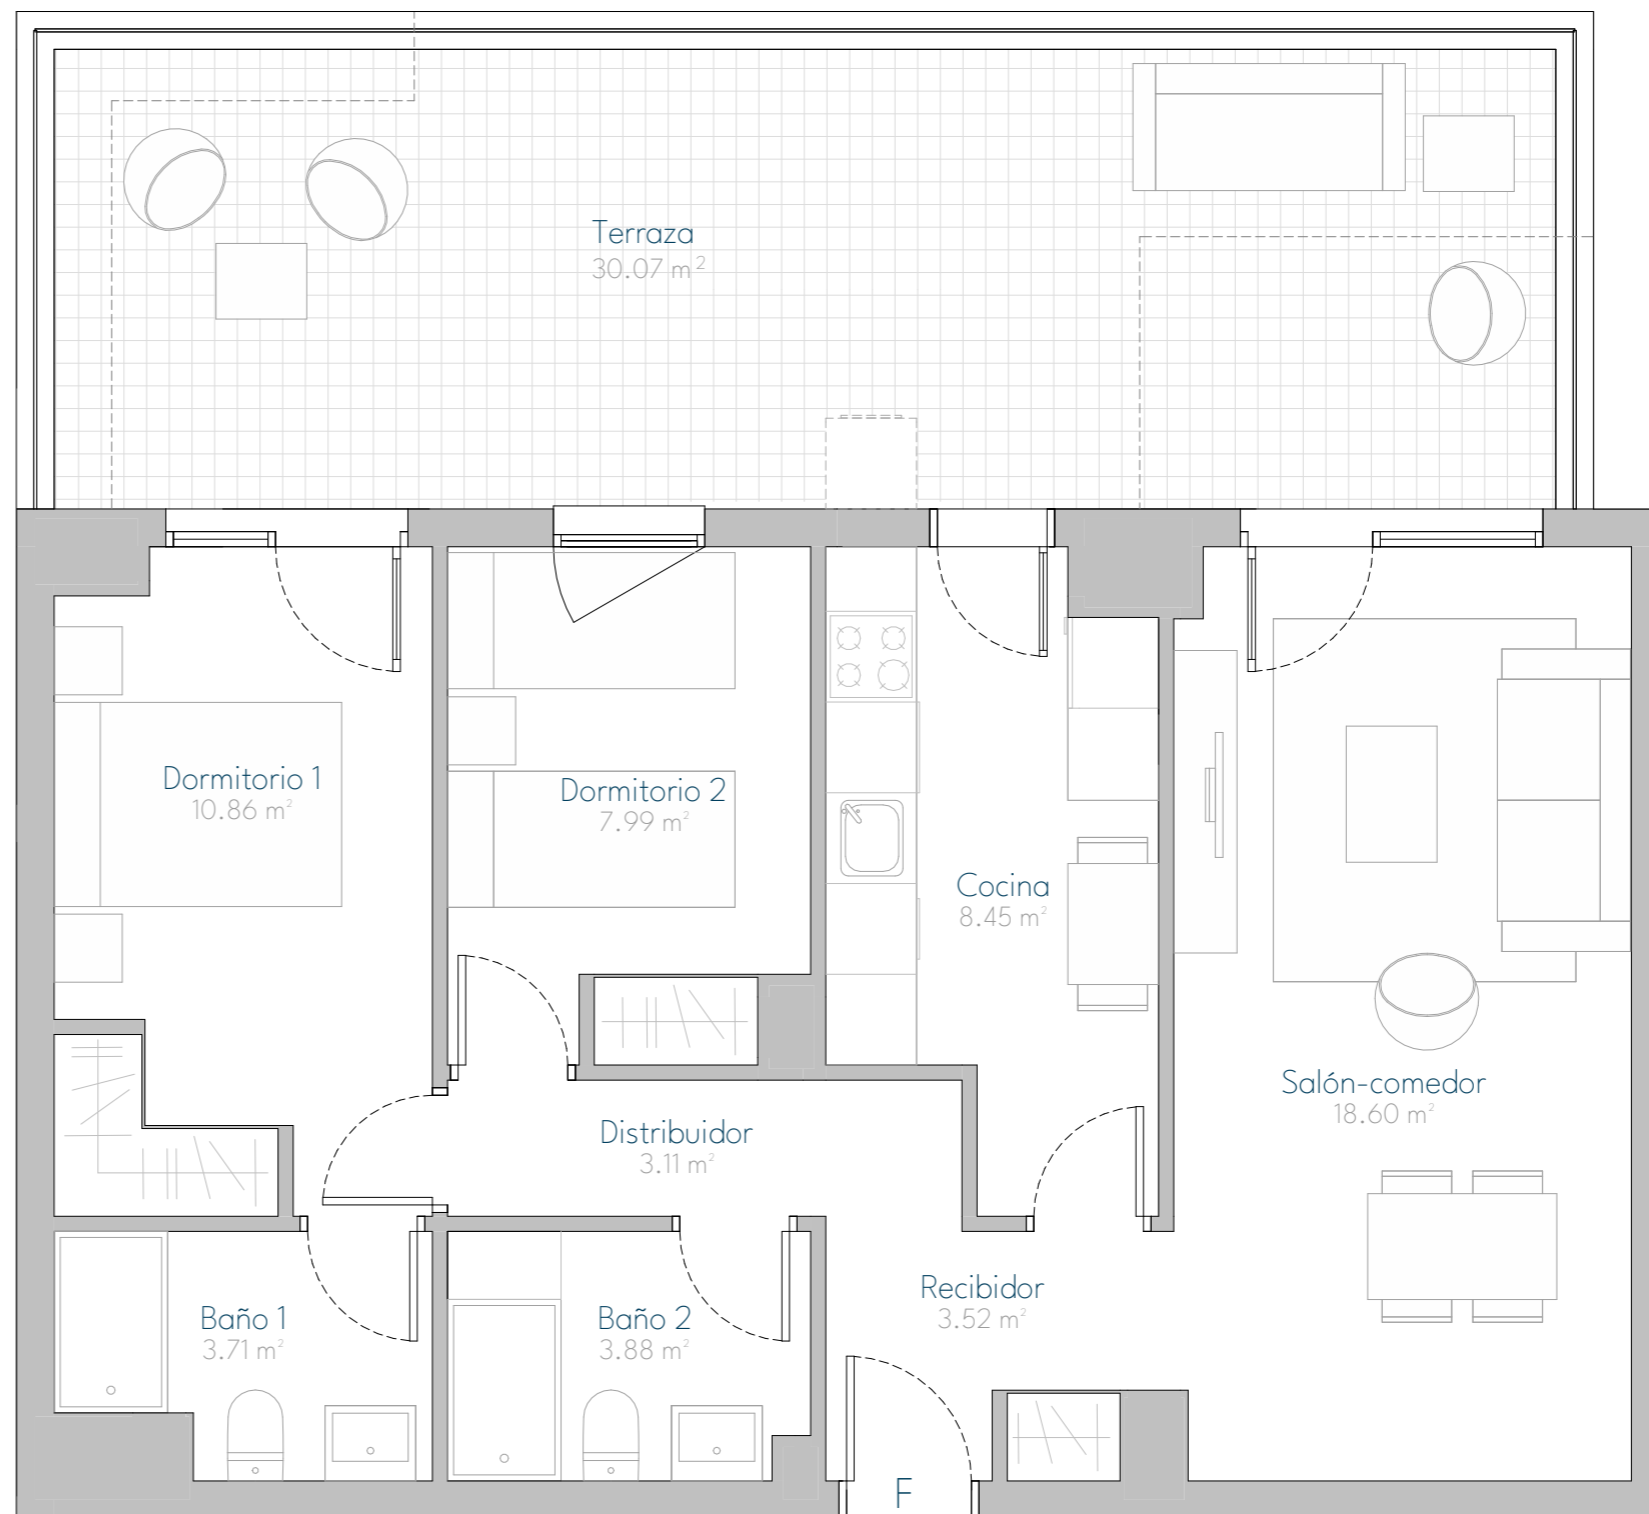 Terraza
30.07 m²
Dormitorio 1
10.86 m²
Dormitorio 2
7.99 m²
Cocina
8.45 m²
Salón-comedor
18.60 m²
Distribuidor
3.11 m²
Recibidor
3.52 m²
Baño 1
3.71 m²
Baño 2
3.88 m²
F